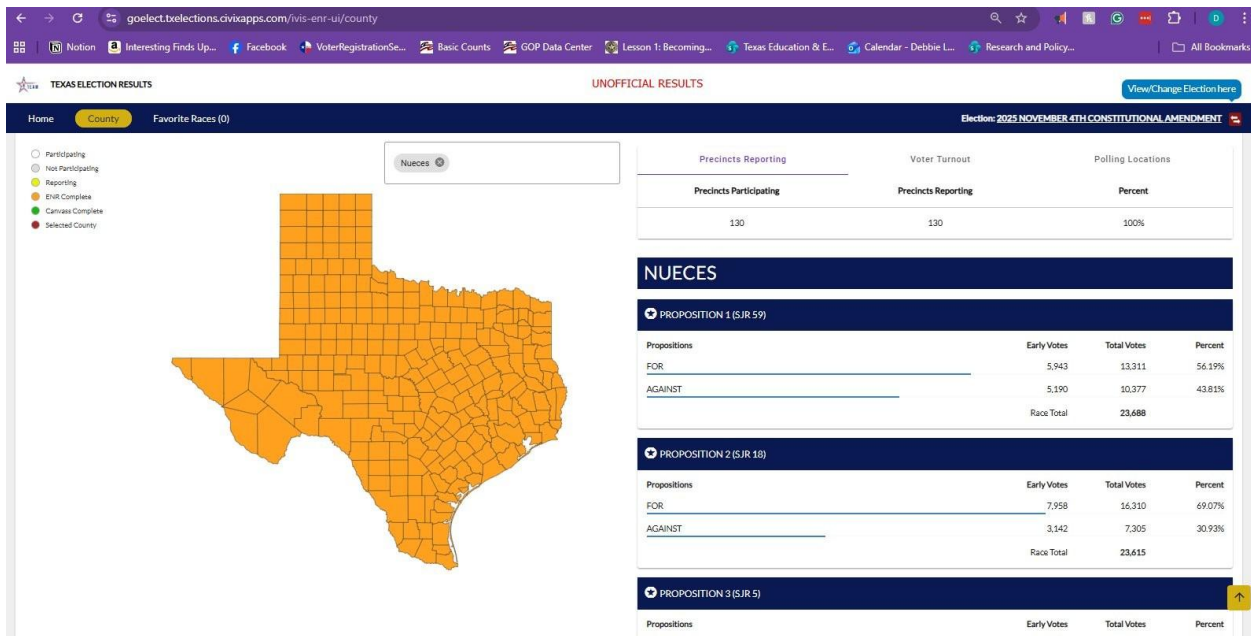 goelect.txelections.civixapps.com/ivis-enr-ui/county
Notion Interesting Finds Up... Facebook VoterRegistrationSe... Basic Counts GOP Data Center Lesson 1: Becoming... Texas Education & E... Calendar - Debbie L... Research and Policy... All Bookmarks
TEXAS ELECTION RESULTS
UNOFFICIAL RESULTS
View/Change Election here
Home County Favorite Races (0) Election: 2025 NOVEMBER 4TH CONSTITUTIONAL AMENDMENT
Participating
Not Participating
Reporting
ENR Complete
Canvass Complete
Selected County
Nueces
Precincts Reporting Voter Turnout Polling Locations
Precincts Participating Precincts Reporting Percent
130 130 100%
NUECES
PROPOSITION 1 (SJR 59)
Propositions Early Votes Total Votes Percent
FOR 5,943 13,311 56.19%
AGAINST 5,190 10,377 43.81%
Race Total 23,688
PROPOSITION 2 (SJR 18)
Propositions Early Votes Total Votes Percent
FOR 7,958 16,310 69.07%
AGAINST 3,142 7,305 30.93%
Race Total 23,615
PROPOSITION 3 (SJR 5)
Propositions Early Votes Total Votes Percent